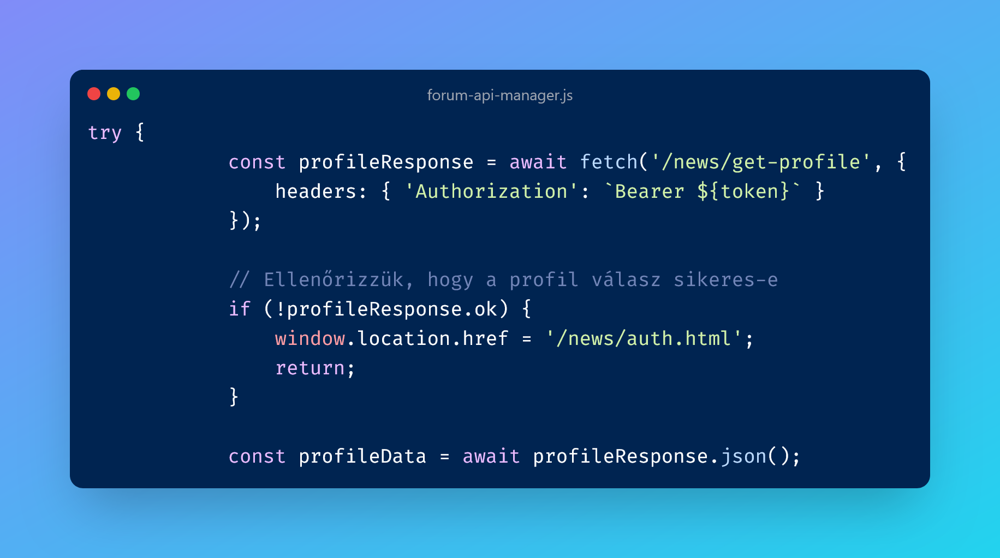 forum-api-manager.js
try {
const profileResponse = await fetch('/news/get-profile', {
headers: { 'Authorization': `Bearer ${token}` }
});
// Ellenőrizzük, hogy a profil válasz sikeres-e
if (!profileResponse.ok) {
window.location.href = '/news/auth.html';
return;
}
const profileData = await profileResponse.json();